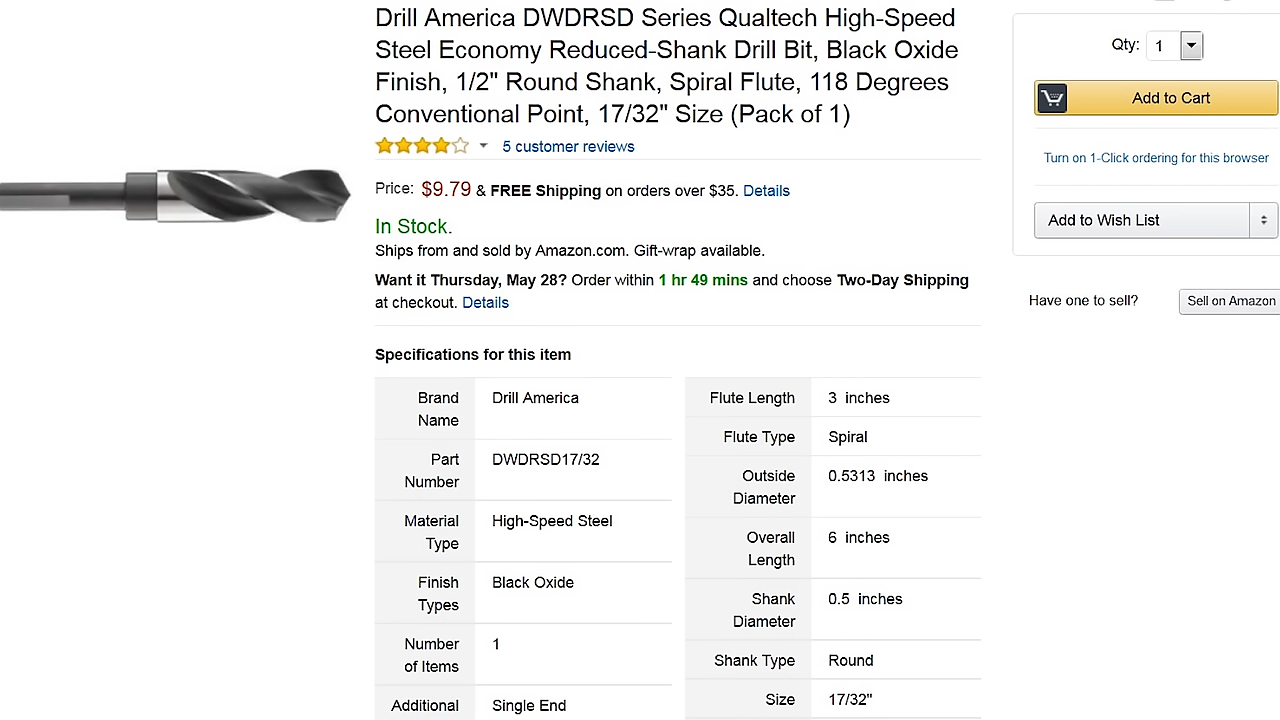 Drill America DWDRSD Series Qualtech High-Speed
Steel Economy Reduced-Shank Drill Bit, Black Oxide
Finish, 1/2" Round Shank, Spiral Flute, 118 Degrees
Conventional Point, 17/32" Size (Pack of 1)
5 customer reviews
Price: $9.79 & FREE Shipping on orders over $35. Details
In Stock.
Ships from and sold by Amazon.com. Gift-wrap available.
Want it Thursday, May 28? Order within 1 hr 49 mins and choose Two-Day Shipping
at checkout. Details
Specifications for this item
Brand Drill America
Name
Part DWDRSD17/32
Number
Material High-Speed Steel
Type
Finish Black Oxide
Types
Number 1
of Items
Additional Single End
Flute Length 3 inches
Flute Type Spiral
Outside 0.5313 inches
Diameter
Overall 6 inches
Length
Shank 0.5 inches
Diameter
Shank Type Round
Size 17/32"
Qty: 1
Add to Cart
Turn on 1-Click ordering for this browser
Add to Wish List
Have one to sell? Sell on Amazon